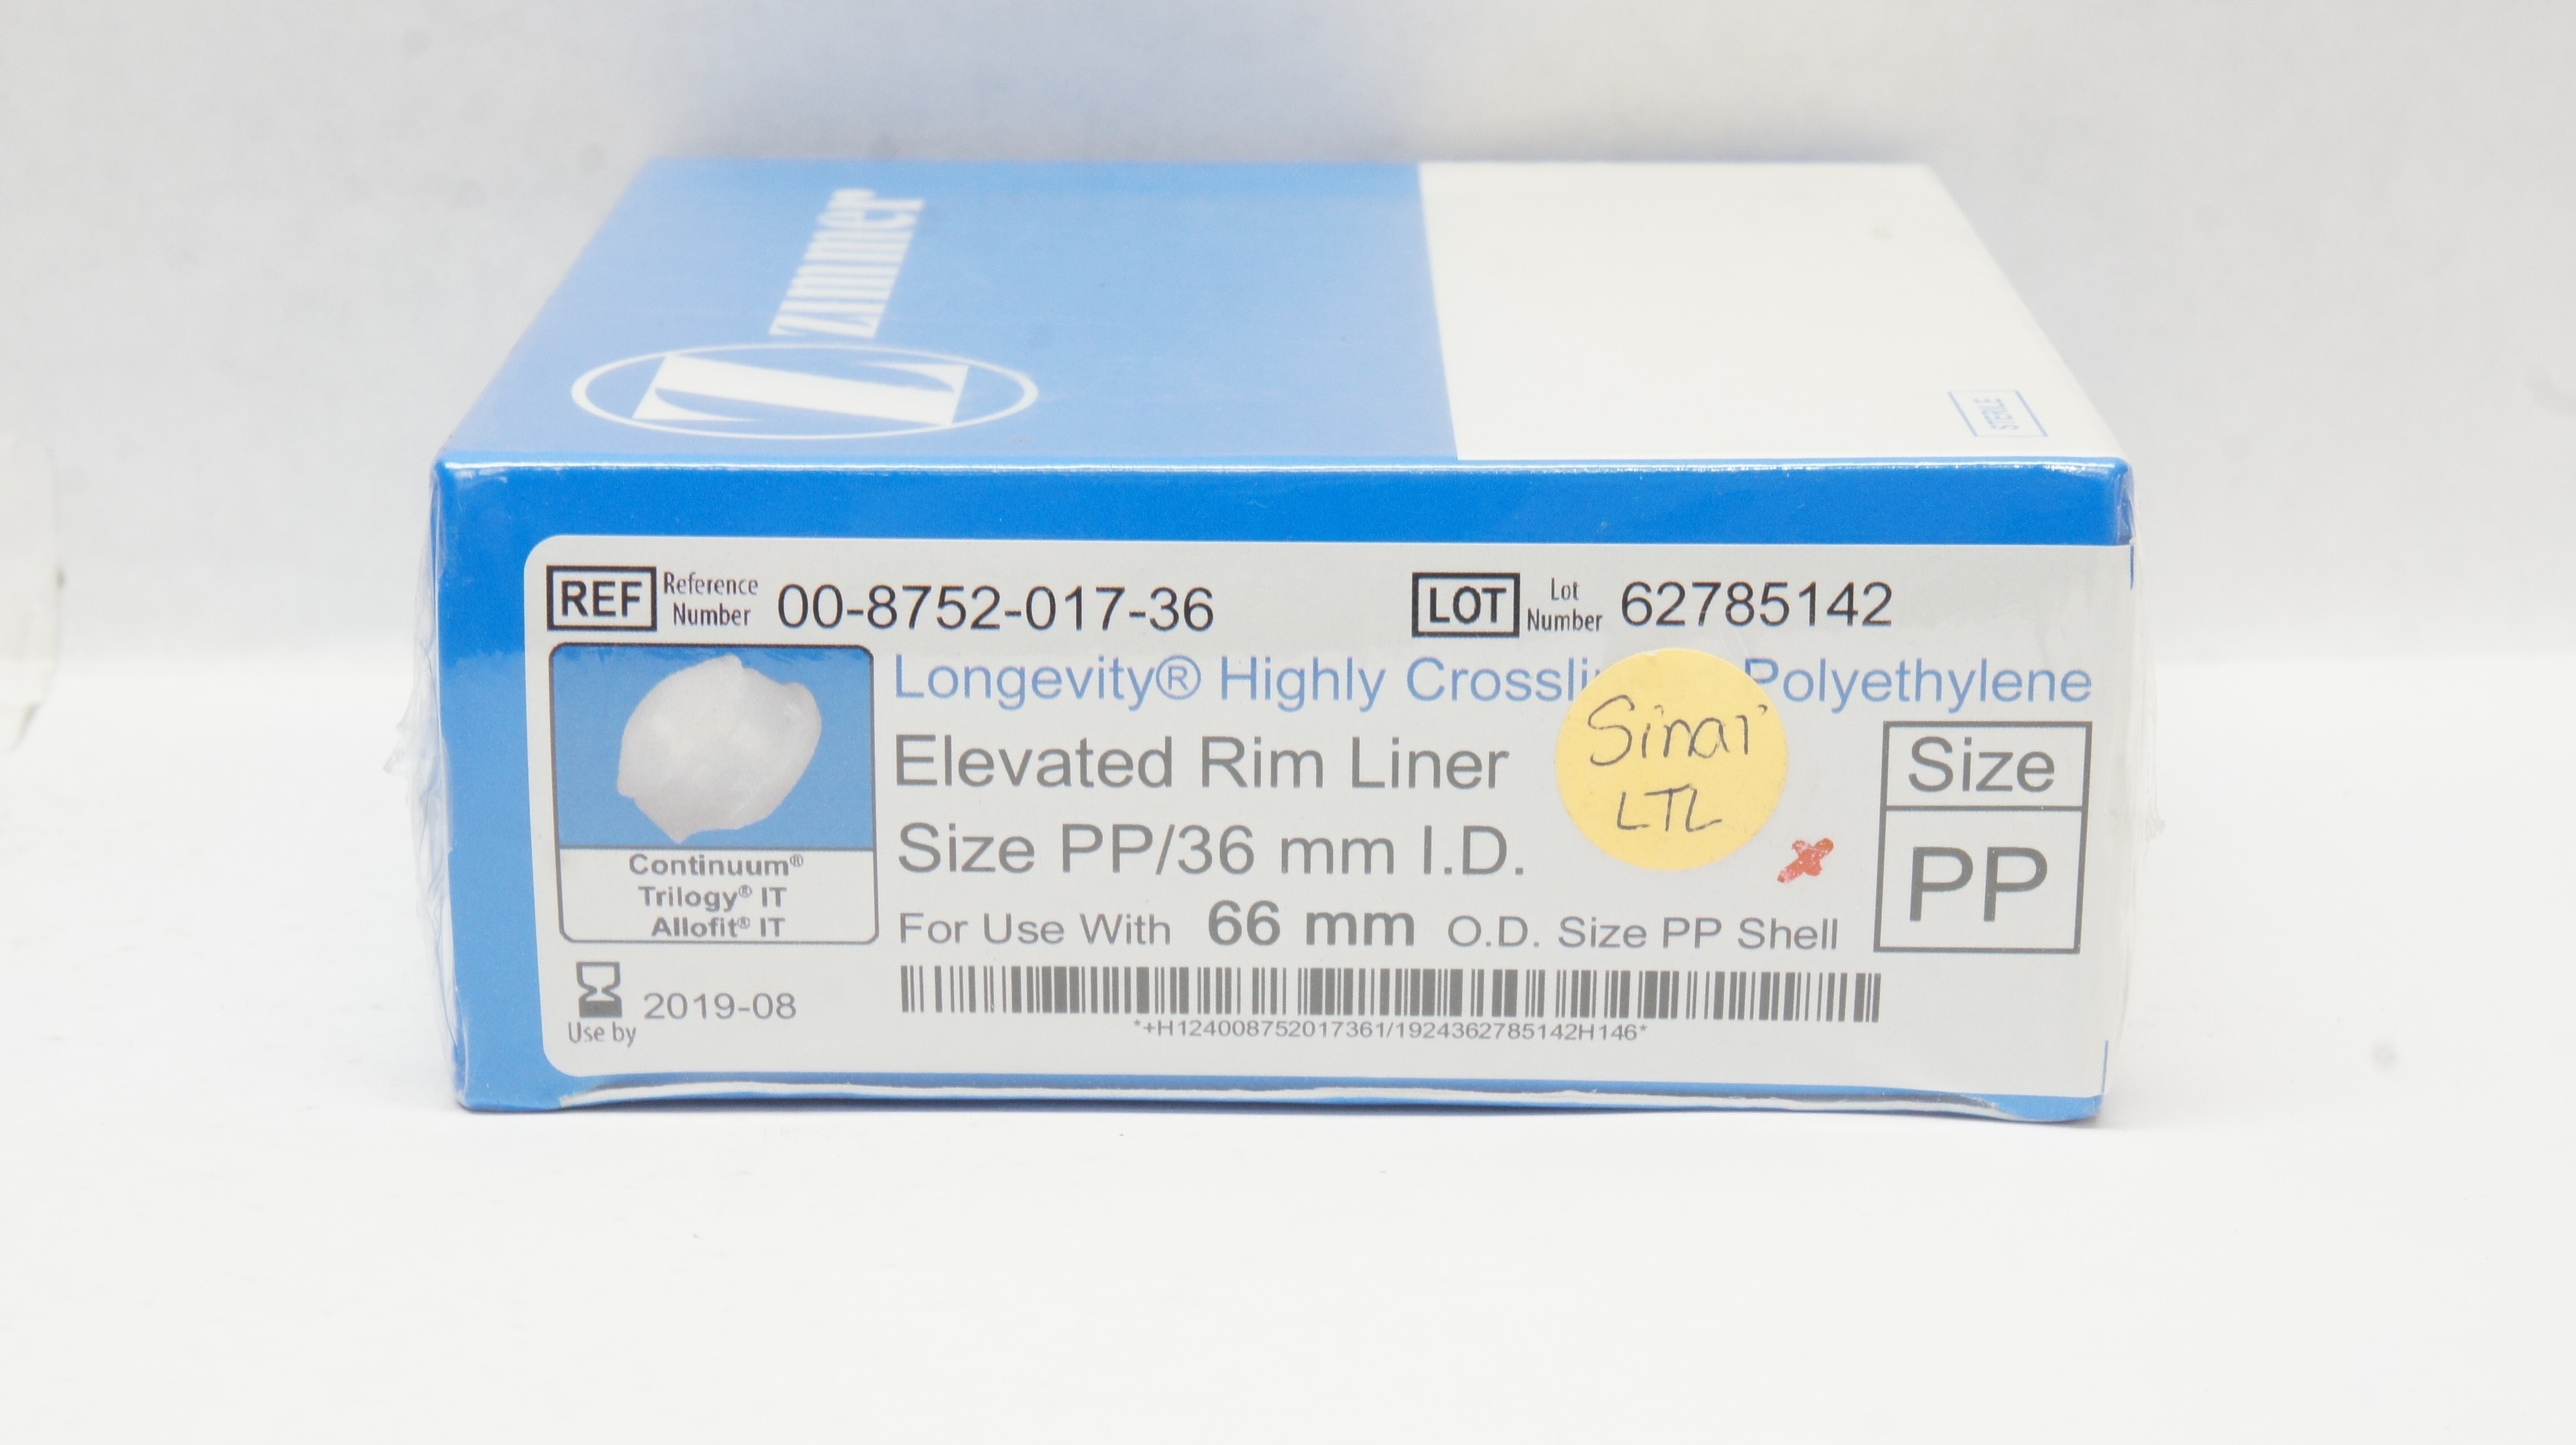 zimmer
Z
STERILE
REF Reference Number 00-8752-017-36
LOT Lot Number 62785142
Longevity® Highly Crossli Polyethylene
Elevated Rim Liner
Size PP/36 mm I.D.
For Use With 66 mm O.D. Size PP Shell
Sinai
LTL
Size
PP
Continuum®
Trilogy® IT
Allofit® IT
Use by 2019-08
*+H124008752017361/1924362785142H146*